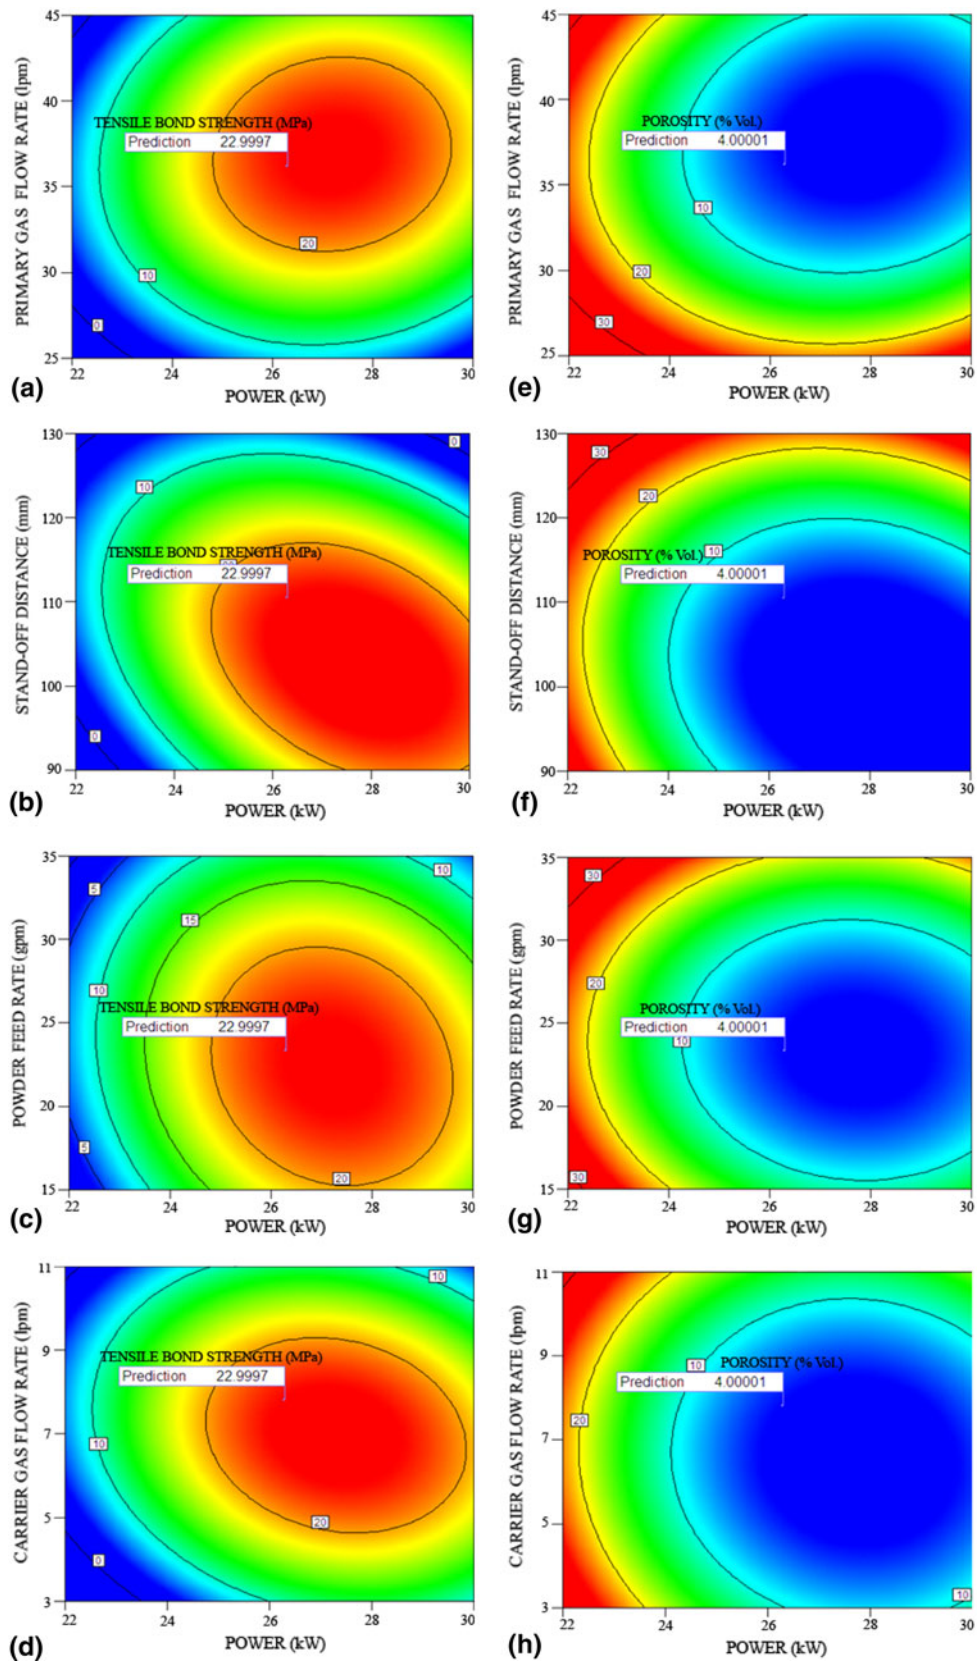 45
40
35
30
25
PRIMARY GAS FLOW RATE (lpm)
TENSILE BOND STRENGTH (MPa)
Prediction 22.9997
20
10
0
22 24 26 28 30
POWER (kW)
(a)
45
40
35
30
25
PRIMARY GAS FLOW RATE (lpm)
POROSITY (% Vol.)
Prediction 4.00001
10
20
30
22 24 26 28 30
POWER (kW)
(e)
130
120
110
100
90
STAND-OFF DISTANCE (mm)
0
10
TENSILE BOND STRENGTH (MPa)
Prediction 22.9997
0
22 24 26 28 30
POWER (kW)
(b)
130
120
110
100
90
STAND-OFF DISTANCE (mm)
30
20
10
POROSITY (% Vol.)
Prediction 4.00001
22 24 26 28 30
POWER (kW)
(f)
35
30
25
20
15
POWDER FEED RATE (gpm)
5
10
15
10
TENSILE BOND STRENGTH (MPa)
Prediction 22.9997
5
20
22 24 26 28 30
POWER (kW)
(c)
35
30
25
20
15
POWDER FEED RATE (gpm)
30
20
POROSITY (% Vol.)
Prediction 4.00001
10
30
22 24 26 28 30
POWER (kW)
(g)
11
9
7
5
3
CARRIER GAS FLOW RATE (lpm)
10
TENSILE BOND STRENGTH (MPa)
Prediction 22.9997
10
20
0
22 24 26 28 30
POWER (kW)
(d)
11
9
7
5
3
CARRIER GAS FLOW RATE (lpm)
10
POROSITY (% Vol.)
Prediction 4.00001
20
10
22 24 26 28 30
POWER (kW)
(h)